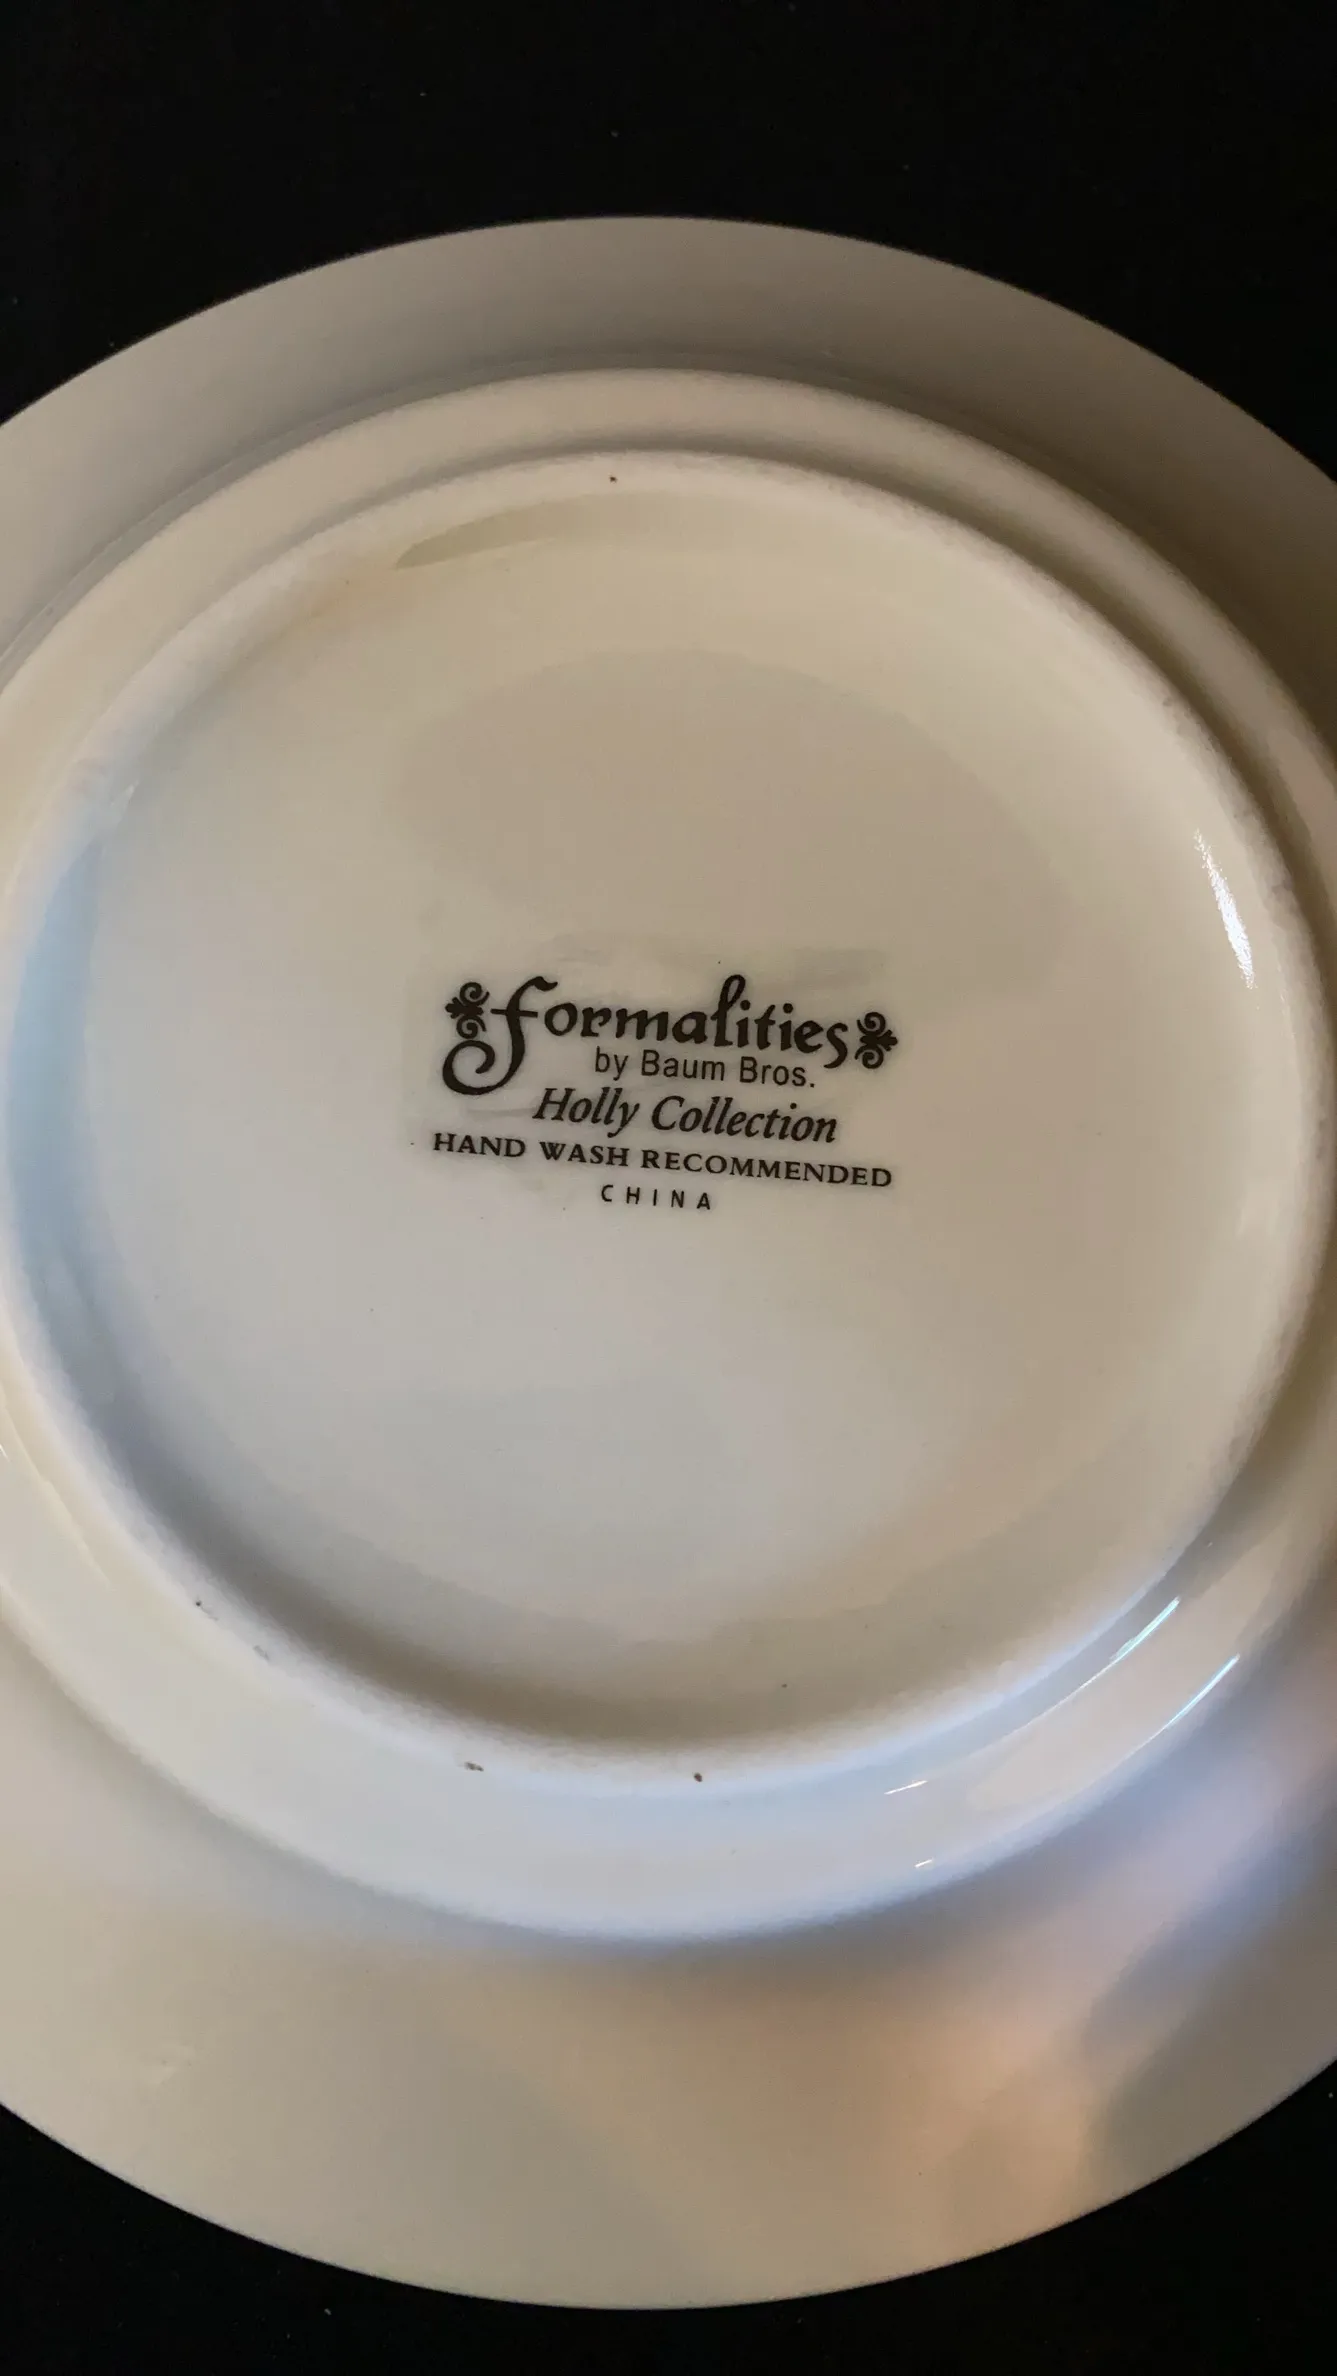 formalities
by Baum Bros.
Holly Collection
HAND WASH RECOMMENDED
CHINA